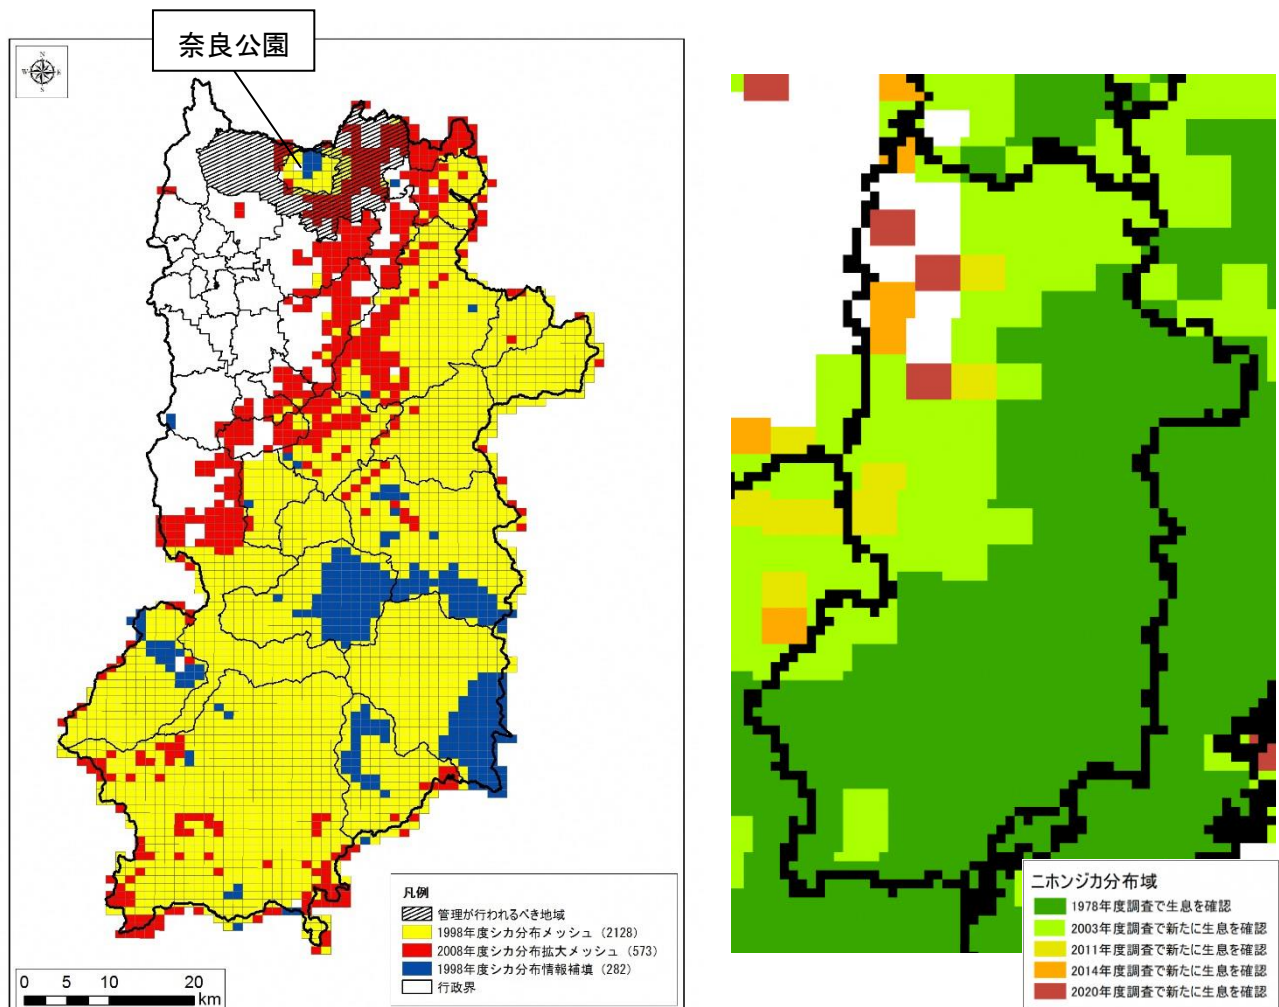 奈良公園
N
W
E
S
凡例
管理が行われるべき地域
1998年度シカ分布メッシュ（2128）
2008年度シカ分布拡大メッシュ（573）
1998年度シカ分布情報補填（282）
行政界
0 5 10 20
km
ニホンジカ分布域
1978年度調査で生息を確認
2003年度調査で新たに生息を確認
2011年度調査で新たに生息を確認
2014年度調査で新たに生息を確認
2020年度調査で新たに生息を確認